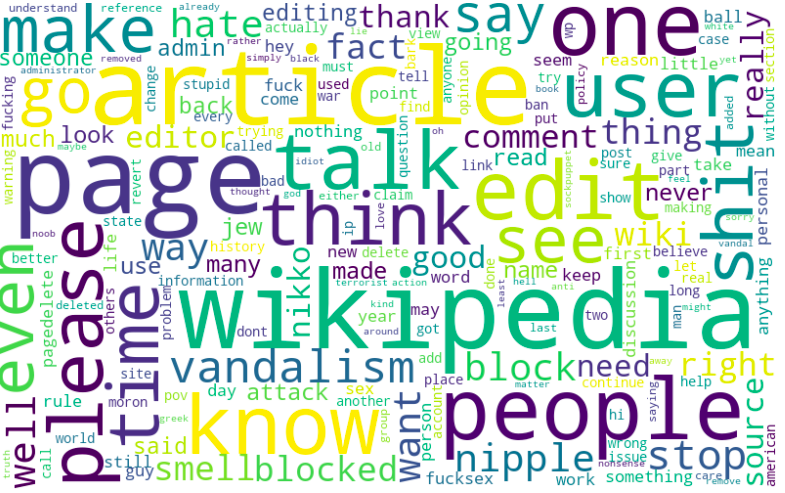 understand
reference
already
rather
view
lie
ball
wp
case
white
make
hate
editing
thank
say
one
really
section
someone
removed
actually
hey
going
simply
black
administrator
admin
fact
must
bark
seem
reason
little
yet
fucking
go
article
change
stupid
fuck
used
tell
anyone
opinion
try
ban
policy
book
user
back
come
war
point
find
put
added
without
much
look
editor
every
trying
nothing
called
question
comment
thing
shit
mean
personal
maybe
idiot
old
oh
link
read
post
sure
give
take
part
warning
revert
page
talk
bad
thought
god
either
claim
sockpuppet
edit
show
feel
never
making
sorry
vandal
noob
state
jew
think
ip
love
see
wiki
believe
even
better
life
way
history
new
delete
good
done
first
let
real
please
others
use
many
nikko
made
word
name
keep
discussion
long
anything
pagedelete
deleted
time
problem
information
terrorist
action
kind
year
may
least
hell
anti
two
man
might
wikipedia
dont
around
got
last
site
vandalism
add
block
need
right
away
rule
moron
pov
day
attack
sex
another
place
matter
continue
help
well
world
greek
know
group
want
person
account
people
hi
saying
source
american
truth
call
still
said
guy
smell
blocked
fucksex
nipple
work
wrong
issue
nonsense
something
stop
care
remove